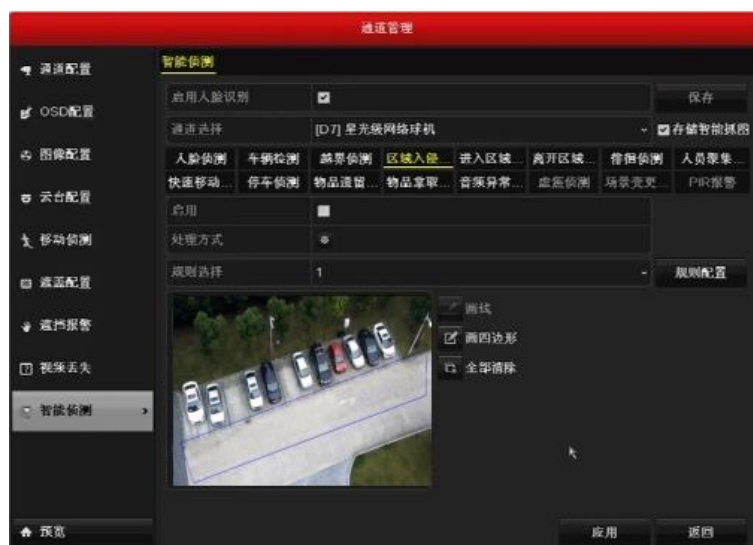 通道管理
通道配置
OSD配置
图像配置
云台配置
移动侦测
遮盖配置
遮挡报警
视频丢失
智能侦测
预览
智能侦测
启用人脸识别
保存
通道选择 [D7] 星光级网络球机 存储智能抓图
人脸侦测 车辆检测 越界侦测 区域入侵... 进入区域... 离开区域... 徘徊侦测 人员聚集...
快速移动... 停车侦测 物品遗留... 物品拿取... 音频异常... 虚焦侦测 场景变更... PIR报警
启用
处理方式
规则选择 1 规则配置
画线
画四边形
全部清除
应用 返回